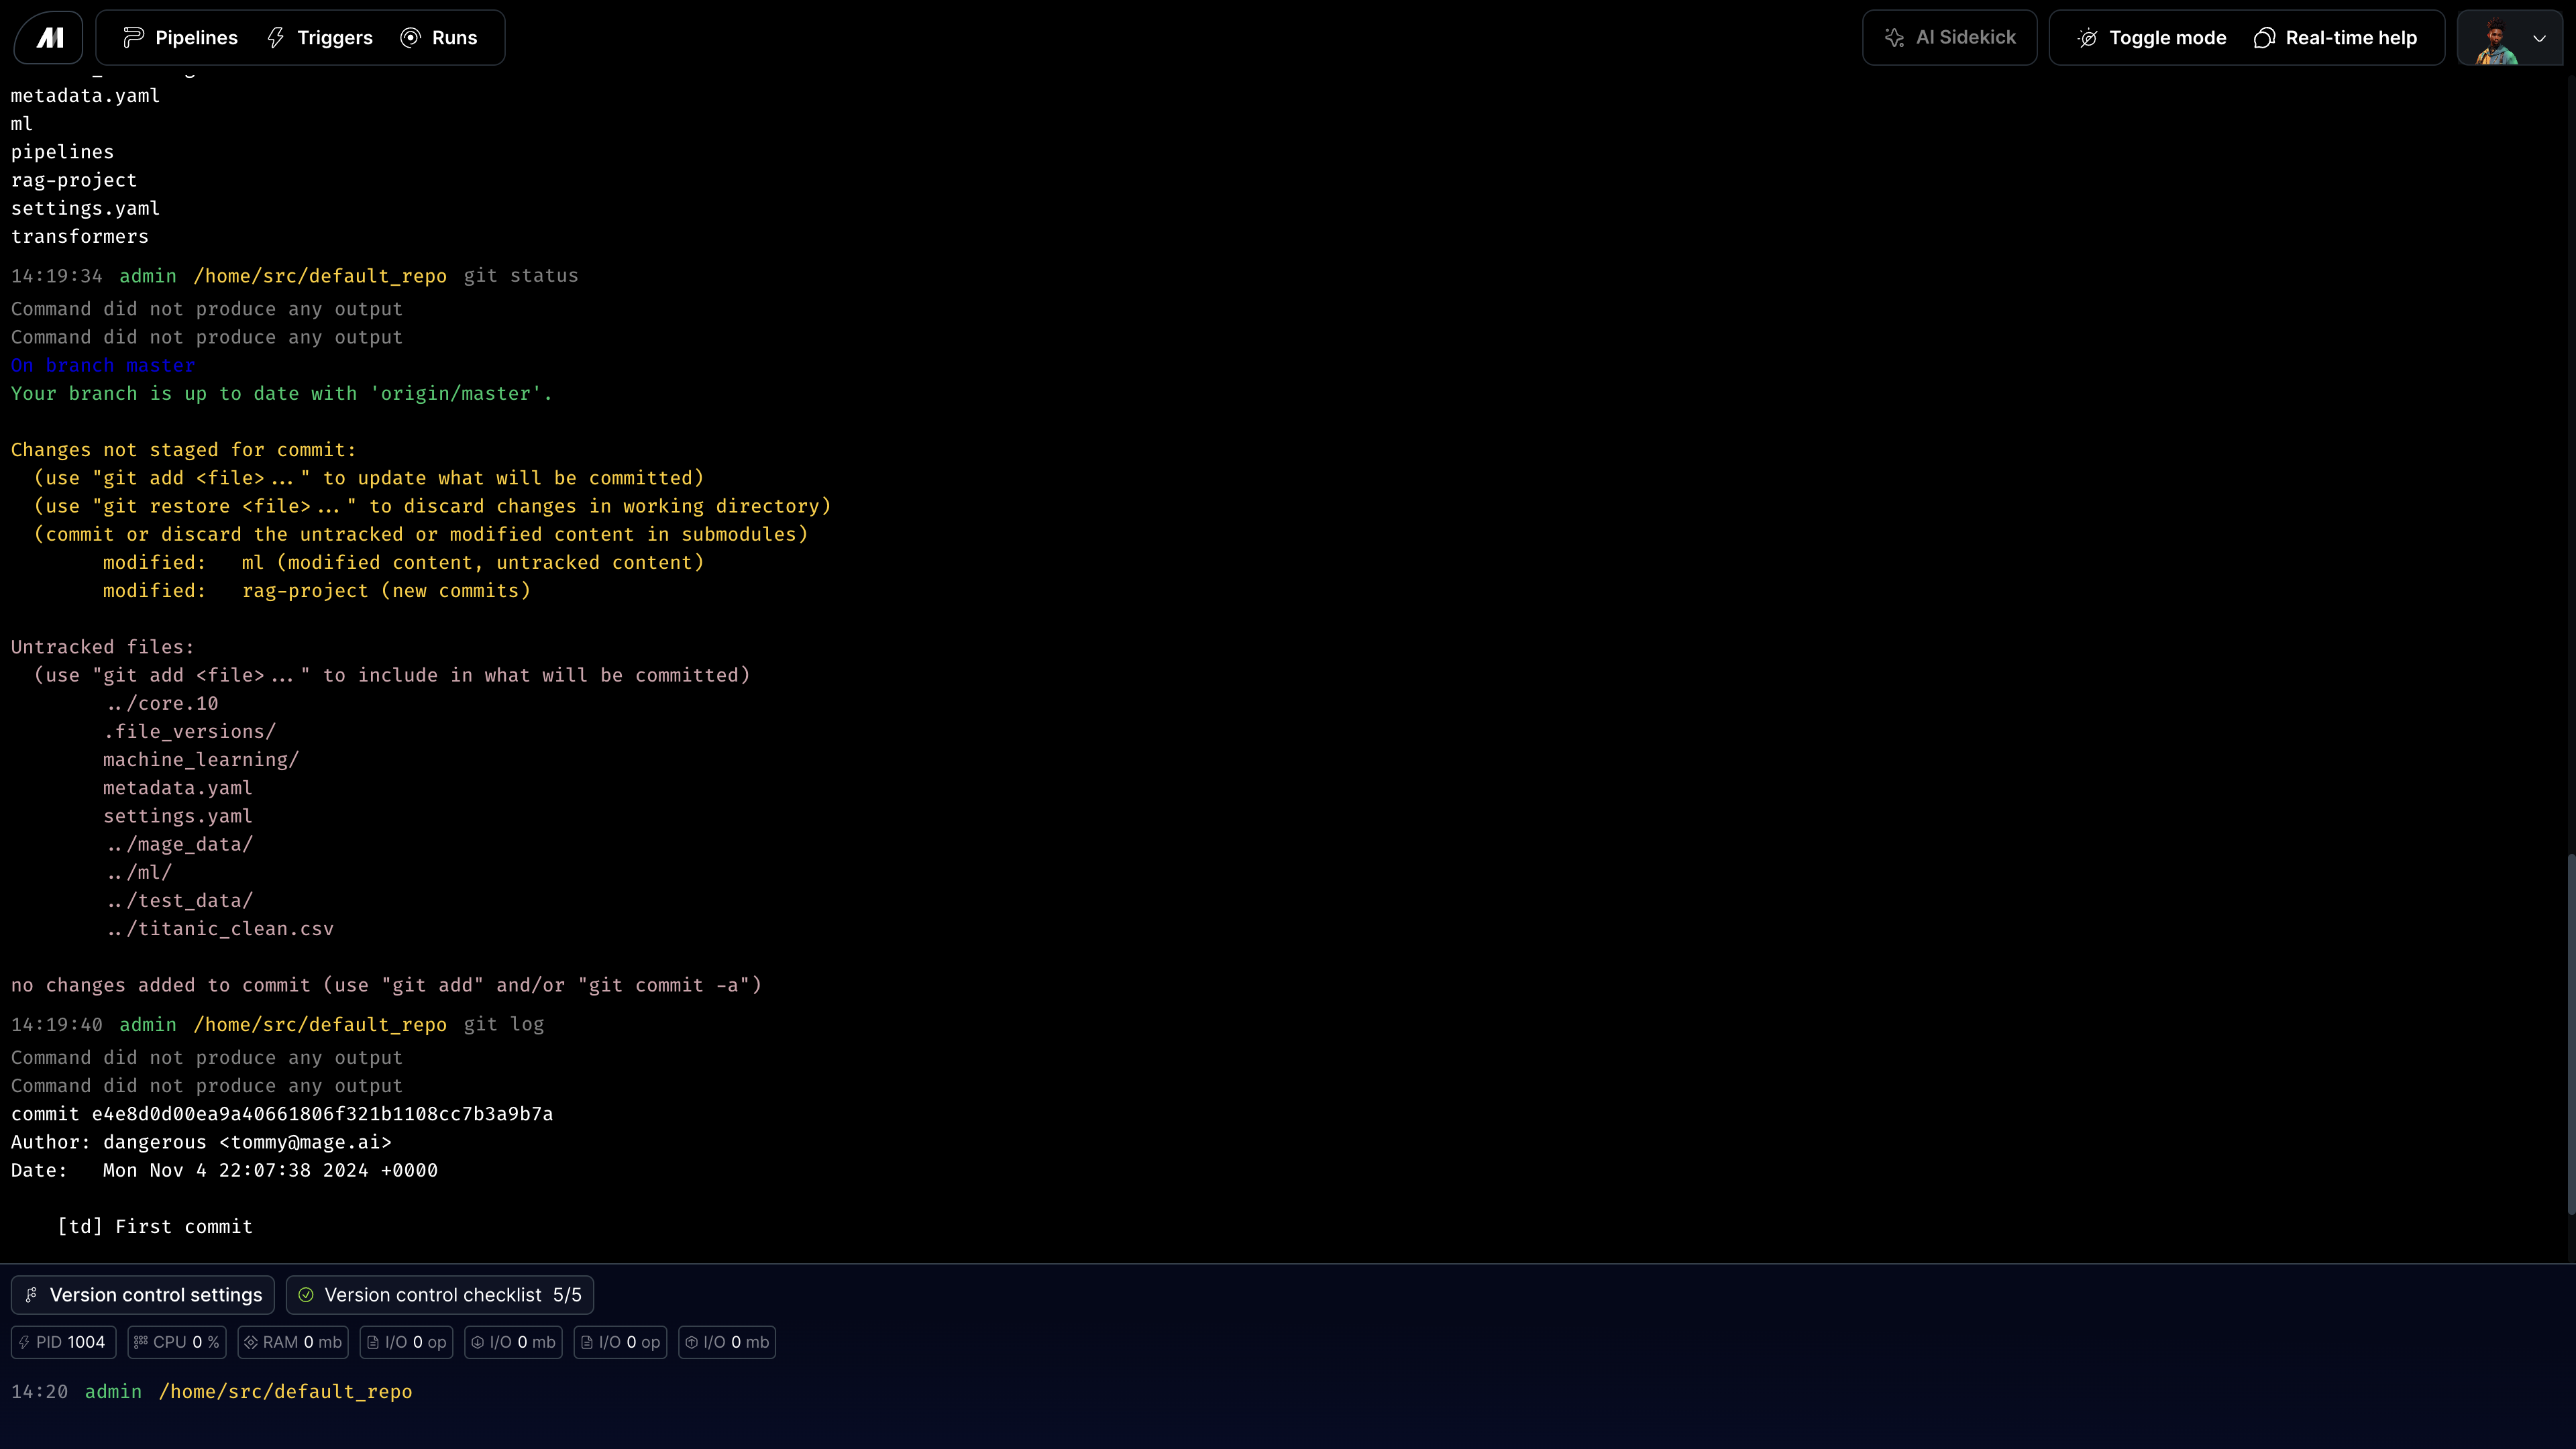 Pipelines Triggers Runs AI Sidekick Toggle mode Real-time help
metadata.yaml
ml
pipelines
rag-project
settings.yaml
transformers
14:19:34 admin /home/src/default_repo git status
Command did not produce any output
Command did not produce any output
On branch master
Your branch is up to date with 'origin/master'.
Changes not staged for commit:
(use "git add <file>..." to update what will be committed)
(use "git restore <file>..." to discard changes in working directory)
(commit or discard the untracked or modified content in submodules)
modified: ml (modified content, untracked content)
modified: rag-project (new commits)
Untracked files:
(use "git add <file>..." to include in what will be committed)
../core.10
.file_versions/
machine_learning/
metadata.yaml
settings.yaml
../mage_data/
../ml/
../test_data/
../titanic_clean.csv
no changes added to commit (use "git add" and/or "git commit -a")
14:19:40 admin /home/src/default_repo git log
Command did not produce any output
Command did not produce any output
commit e4e8d0d00ea9a40661806f321b1108cc7b3a9b7a
Author: dangerous <tommy@mage.ai>
Date: Mon Nov 4 22:07:38 2024 +0000
[td] First commit
Version control settings Version control checklist 5/5
PID 1004 CPU 0 % RAM 0 mb I/O 0 op I/O 0 mb I/O 0 op I/O 0 mb
14:20 admin /home/src/default_repo